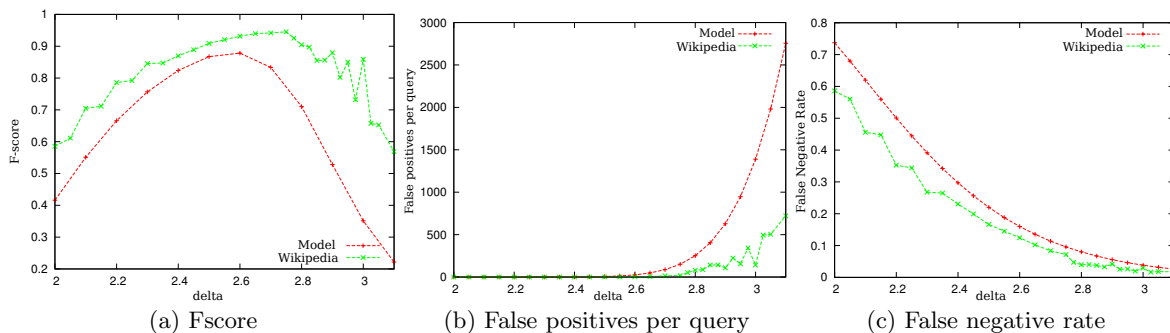 1
0.9
0.8
0.7
0.6
0.5
0.4
0.3
0.2
2 2.2 2.4 2.6 2.8 3
F-score
delta
Model
Wikipedia
(a) Fscore
3000
2500
2000
1500
1000
500
0
2 2.2 2.4 2.6 2.8 3
False positives per query
delta
Model
Wikipedia
(b) False positives per query
0.8
0.7
0.6
0.5
0.4
0.3
0.2
0.1
0
2 2.2 2.4 2.6 2.8 3
False Negative Rate
delta
Model
Wikipedia
(c) False negative rate